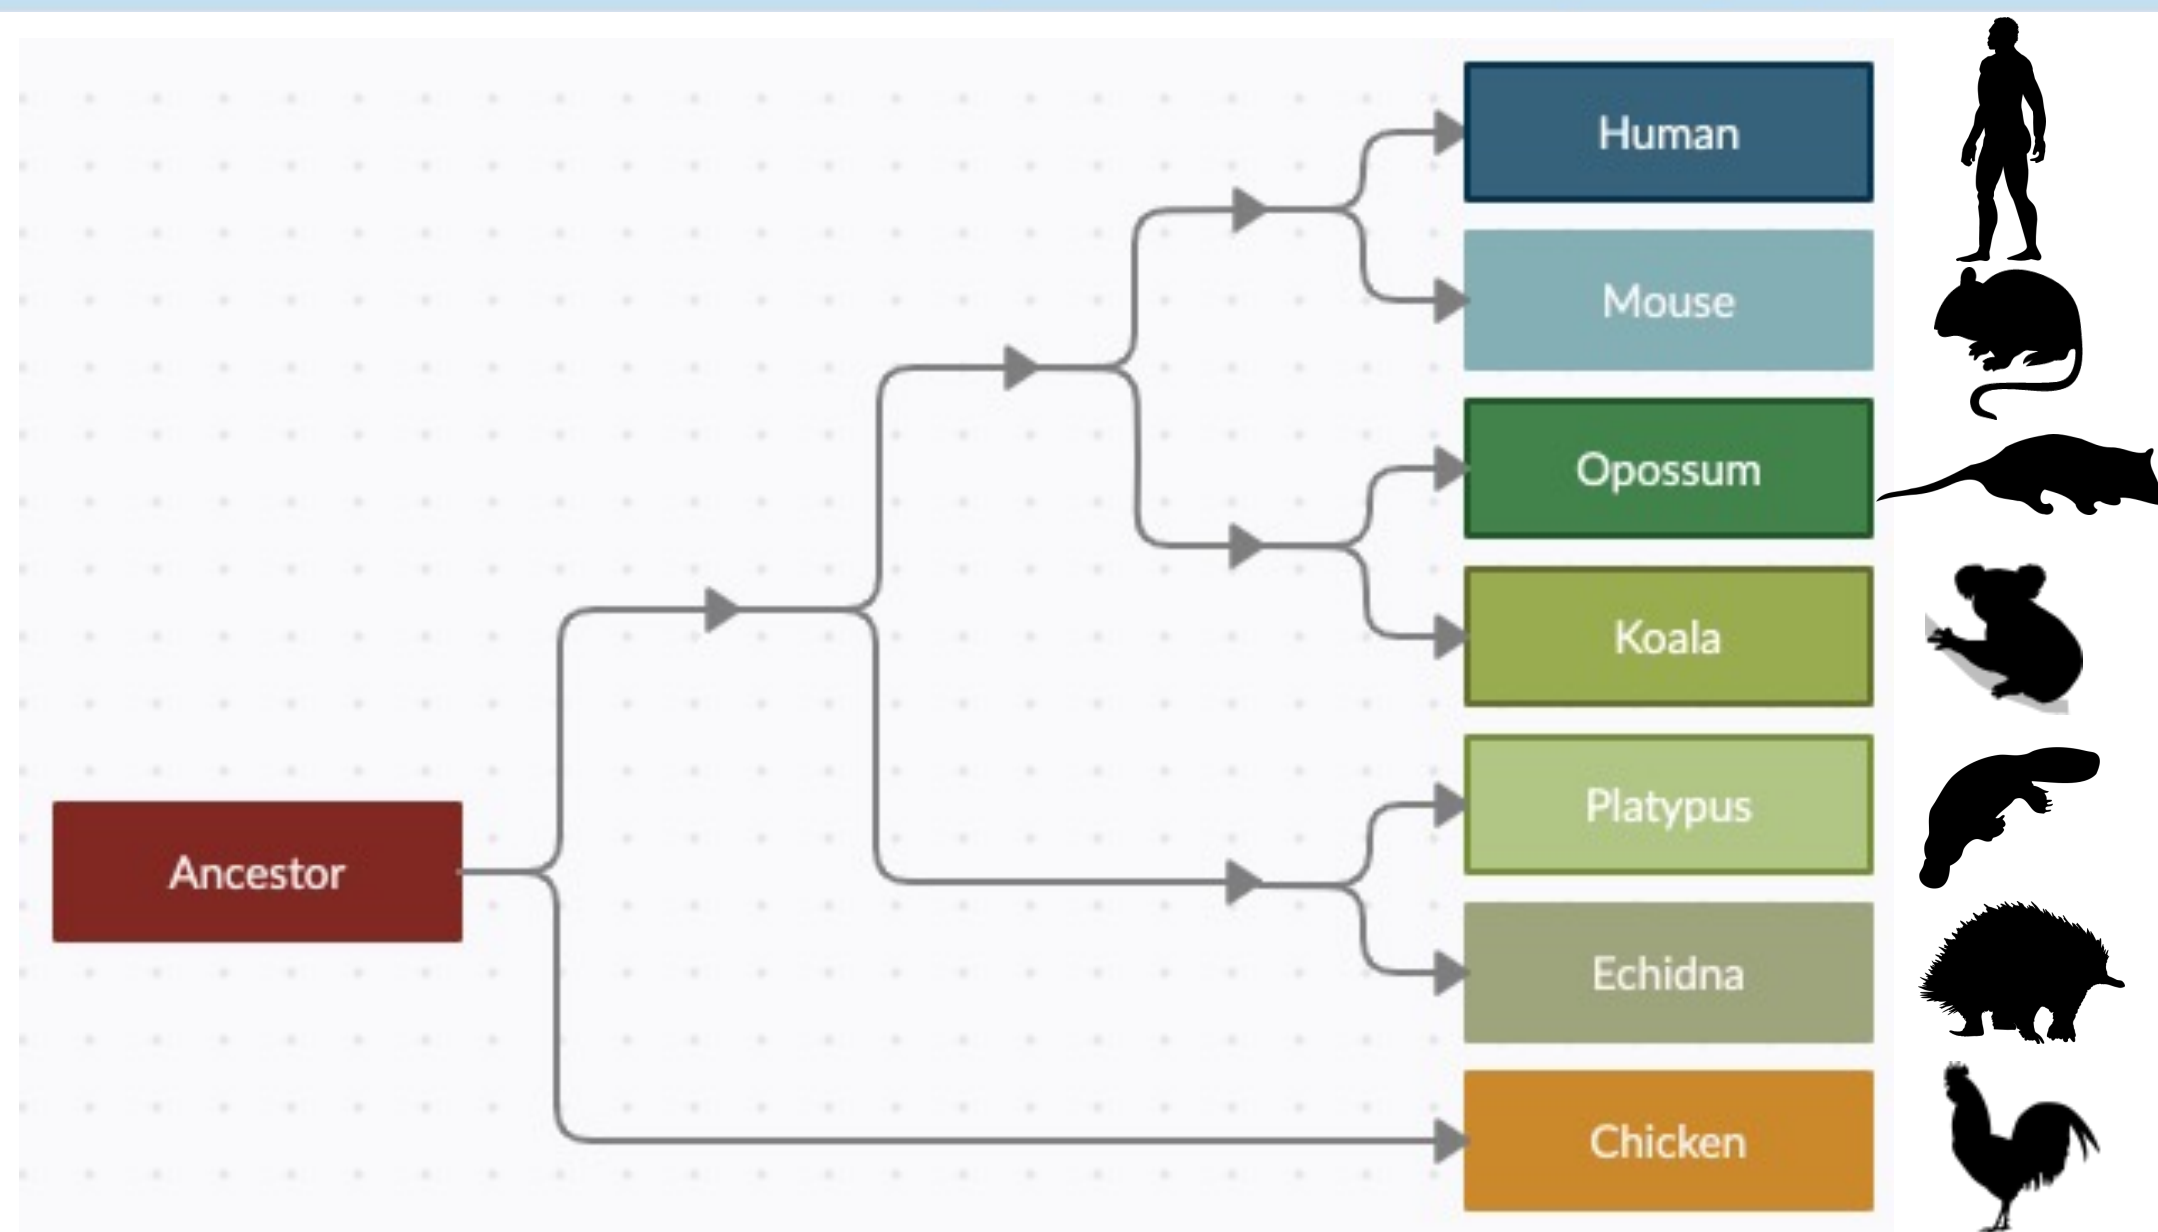 Human
Mouse
Opossum
Koala
Platypus
Ancestor
Echidna
Chicken